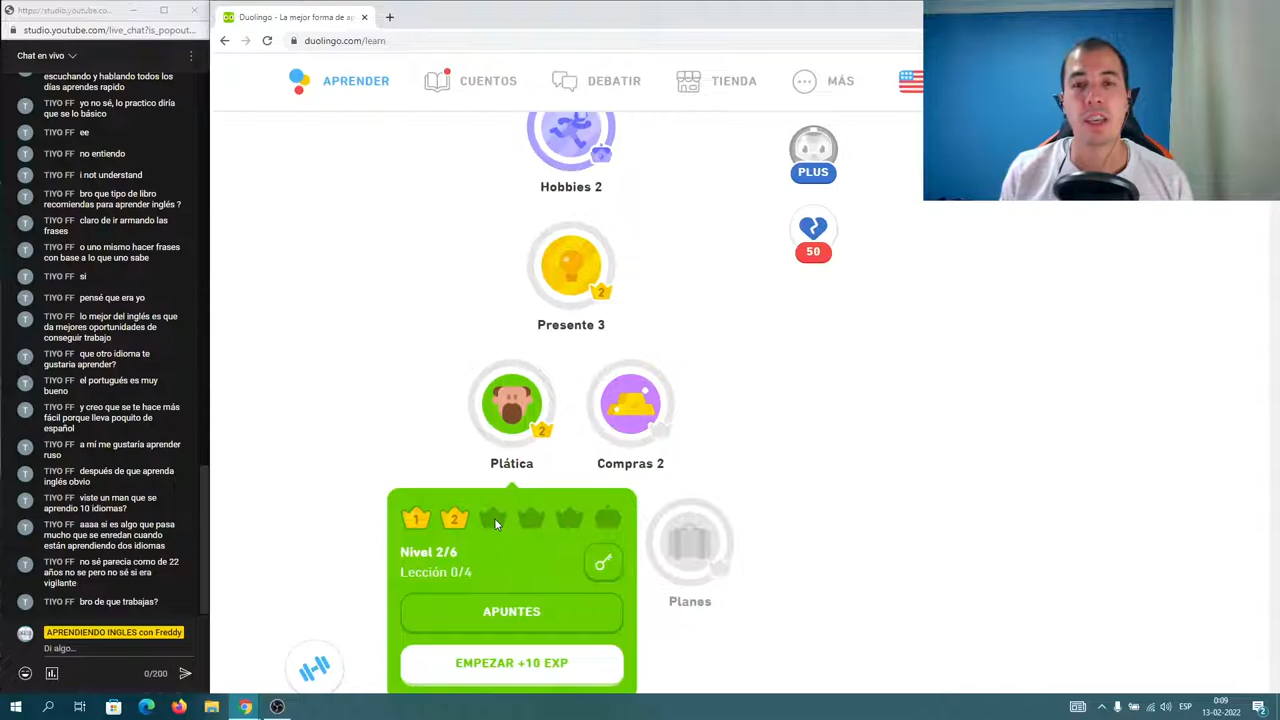 https://studio.youtube.com/live_chat?is_popout...
studio.youtube.com/live_chat?is_popout...
Chat en vivo
escuchando y hablando todos los
días aprendes rapido
TIYO FF yo no sé, lo practico diría
que se lo básico
TIYO FF ee
TIYO FF no entiendo
TIYO FF i not understand
TIYO FF bro que tipo de libro
recomiendas para aprender inglés ?
TIYO FF claro de ir armando las
frases
TIYO FF o uno mismo hacer frases
con base a lo que uno sabe
TIYO FF si
TIYO FF pensé que era yo
TIYO FF lo mejor del inglés es que
da mejores oportunidades de
conseguir trabajo
TIYO FF que otro idioma te
gustaria aprender?
TIYO FF el portugués es muy
bueno
TIYO FF y creo que se te hace más
fácil porque lleva poquito de
español
TIYO FF a mí me gustaría aprender
ruso
TIYO FF después de que aprenda
inglés obvio
TIYO FF viste un man que se
aprendio 10 idiomas?
TIYO FF aaaa si es algo que pasa
mucho que se enredan cuando
están aprendiendo dos idiomas
TIYO FF no sé parecia como de 22
años no se pero no sé si era
vigilante
TIYO FF bro de que trabajas?
APRENDIENDO INGLES con Freddy
Di algo...
0/200
Duolingo - La mejor forma de ap
duolingo.com/learn
APRENDER
CUENTOS
DEBATIR
TIENDA
MÁS
Hobbies 2
PLUS
50
2
Presente 3
2
Plática
Compras 2
1
2
Nivel 2/6
Lección 0/4
APUNTES
EMPEZAR +10 EXP
Planes
ESP
0:09
13-02-2022
2